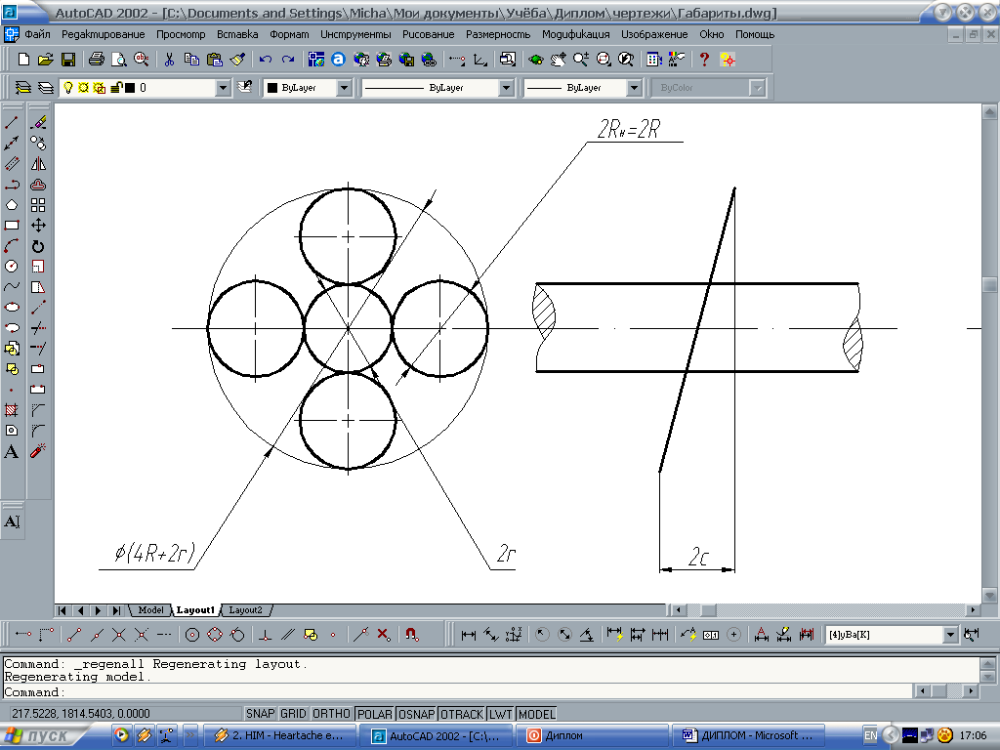 AutoCAD 2002 - [C:\Documents and Settings\Micha\Мои документы\Учёба\Диплом\чертежи\Габариты.dwg]
Файл Редактирование Просмотр Вставка Формат Инструменты Рисование Размерность Модификация Изображение Окно Помощь
0 ByLayer ByLayer ByLayer ByColor
2Rн=2R
ϕ(4R+2r)
2r
2c
Model Layout1 Layout2
[4]уВа[К]
Command: _regenall Regenerating layout.
Regenerating model.
Command:
217.5228, 1814.5403, 0.0000 SNAP GRID ORTHO POLAR OSNAP OTRACK LWT MODEL
пуск 2. HIM - Heartache e... AutoCAD 2002 - [C:\... Диплом ДИПЛОМ - Microsoft ... EN 17:06